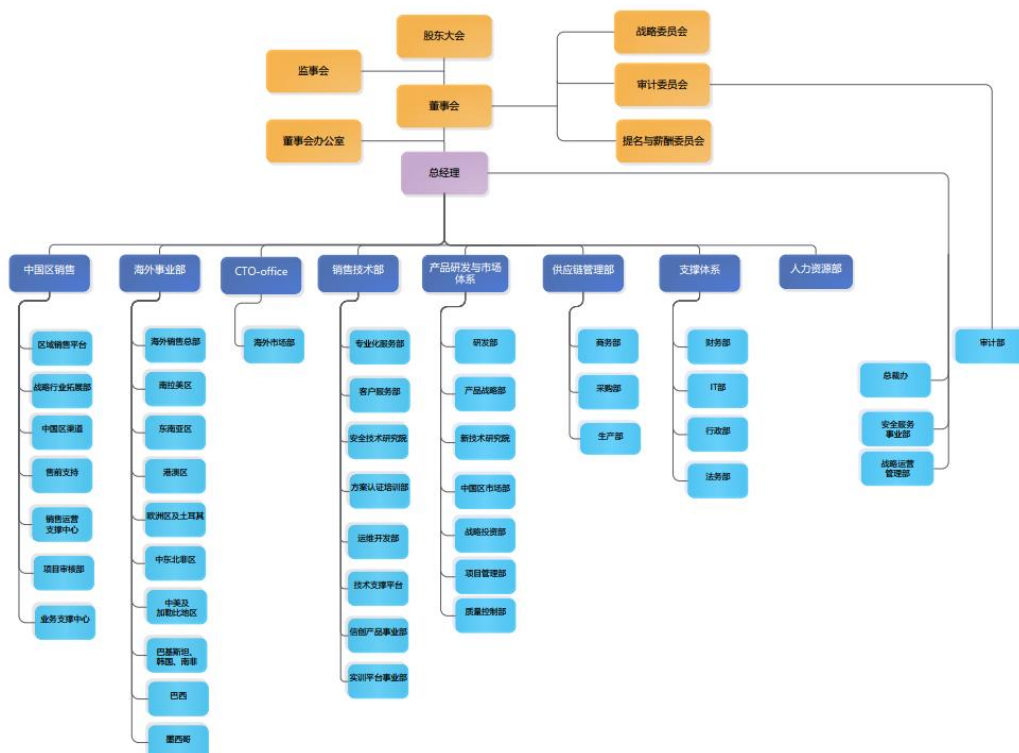 股东大会
战略委员会
监事会
审计委员会
董事会
董事会办公室
提名与薪酬委员会
总经理
中国区销售
海外事业部
CTO-office
销售技术部
产品研发与市场
体系
供应链管理部
支撑体系
人力资源部
区域销售平台
战略行业拓展部
中国区渠道
售前支持
销售运营
支撑中心
项目审核部
业务支撑中心
海外销售总部
南拉美区
东南亚区
港澳区
欧洲区及土耳其
中东北非区
中美及
加勒比地区
巴基斯坦、
韩国、南非
巴西
墨西哥
海外市场部
专业化服务部
客户服务部
安全技术研究院
方案认证培训部
运维开发部
技术支撑平台
信创产品事业部
实训平台事业部
研发部
产品战略部
新技术研究院
中国区市场部
战略投资部
项目管理部
质量控制部
商务部
采购部
生产部
财务部
IT部
行政部
法务部
总裁办
安全服务
事业部
战略运营
管理部
审计部